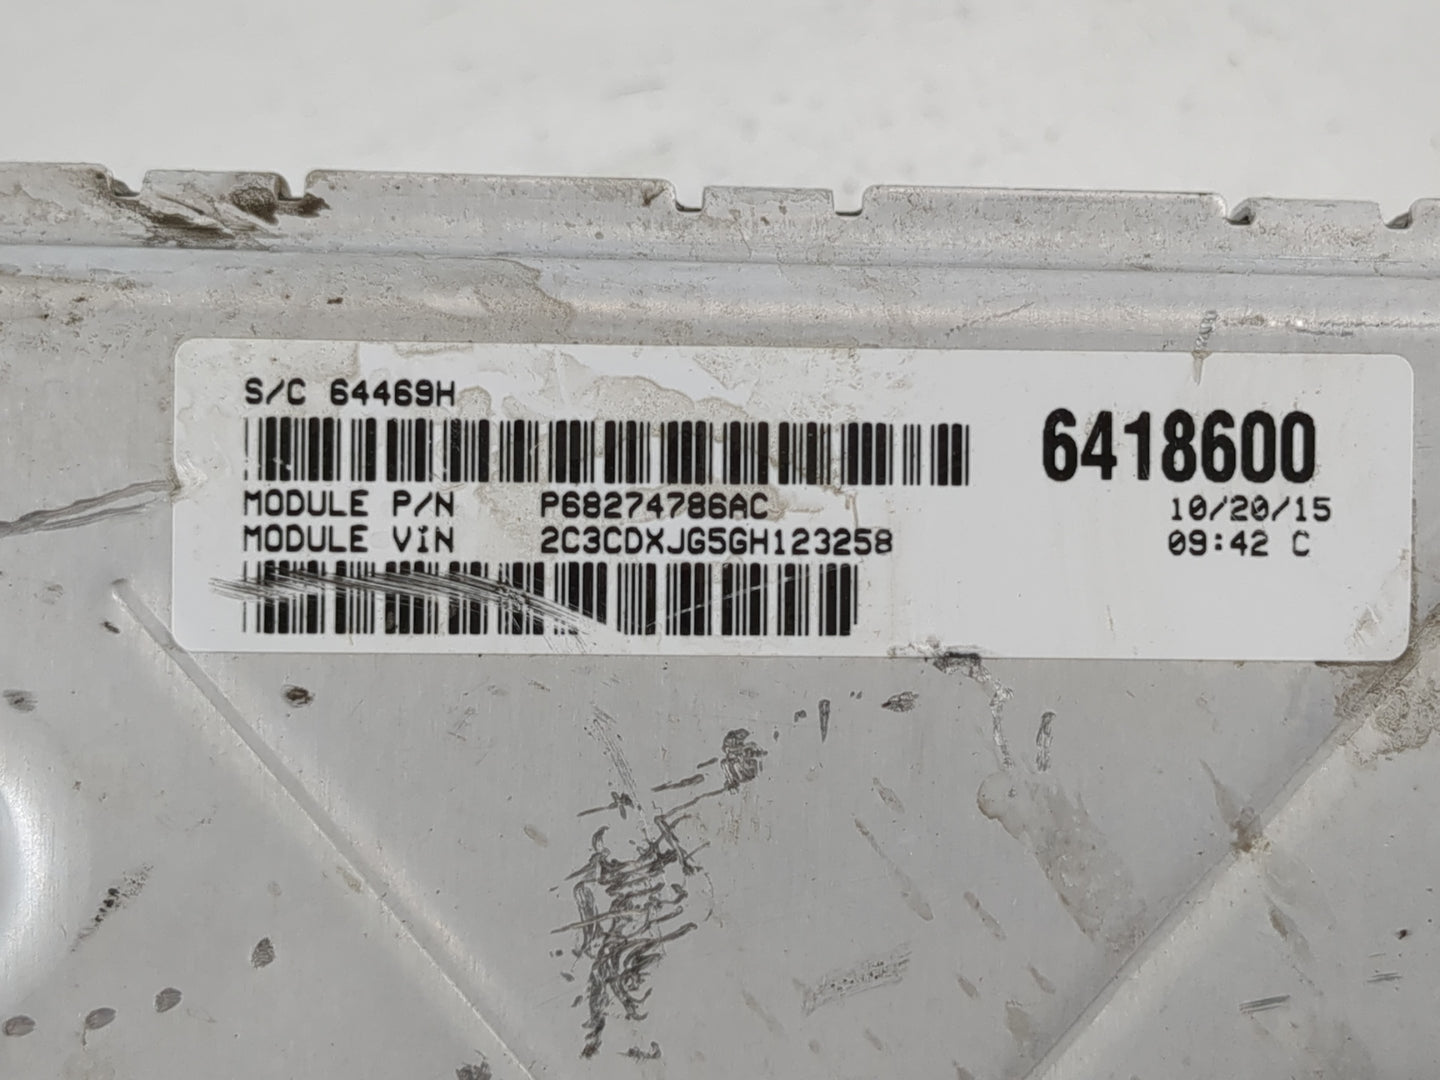 S/C 64469H
6418600
MODULE P/N P68274786AC
10/20/15
MODULE VIN 2C3CDXJG5GH123258
09:42 C